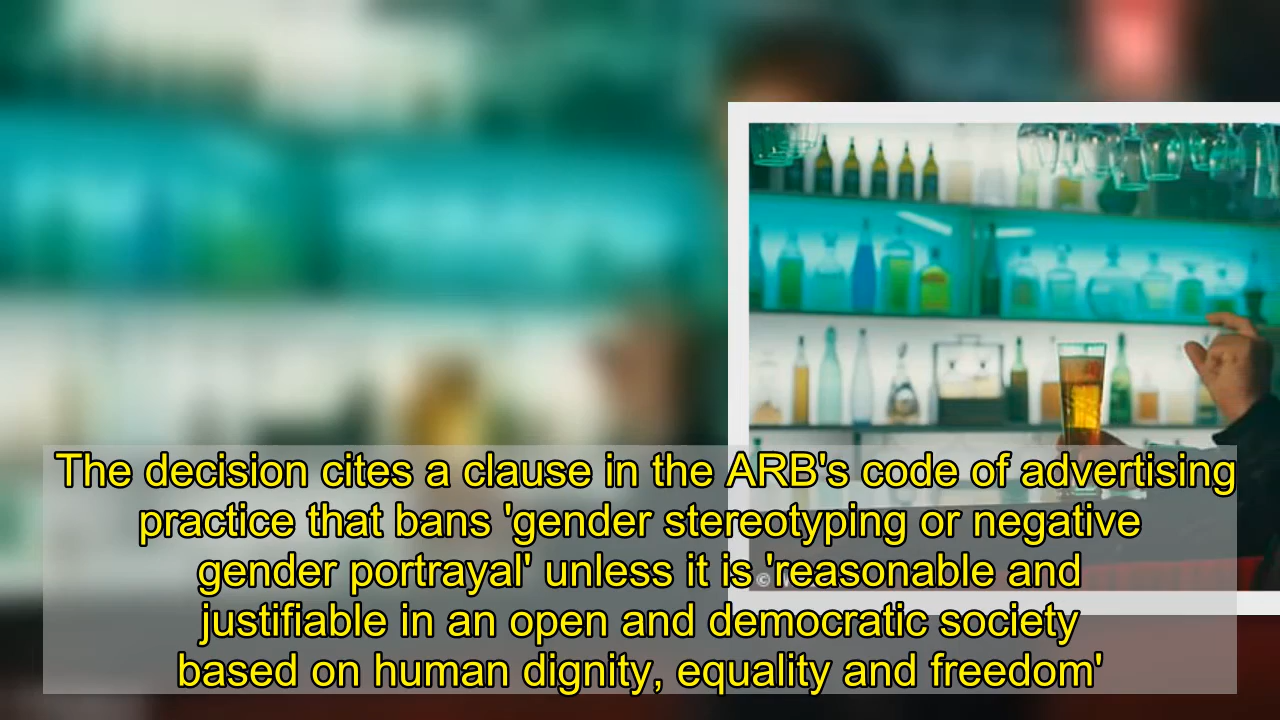 The decision cites a clause in the ARB's code of advertising
practice that bans 'gender stereotyping or negative
gender portrayal' unless it is 'reasonable and
justifiable in an open and democratic society
based on human dignity, equality and freedom'